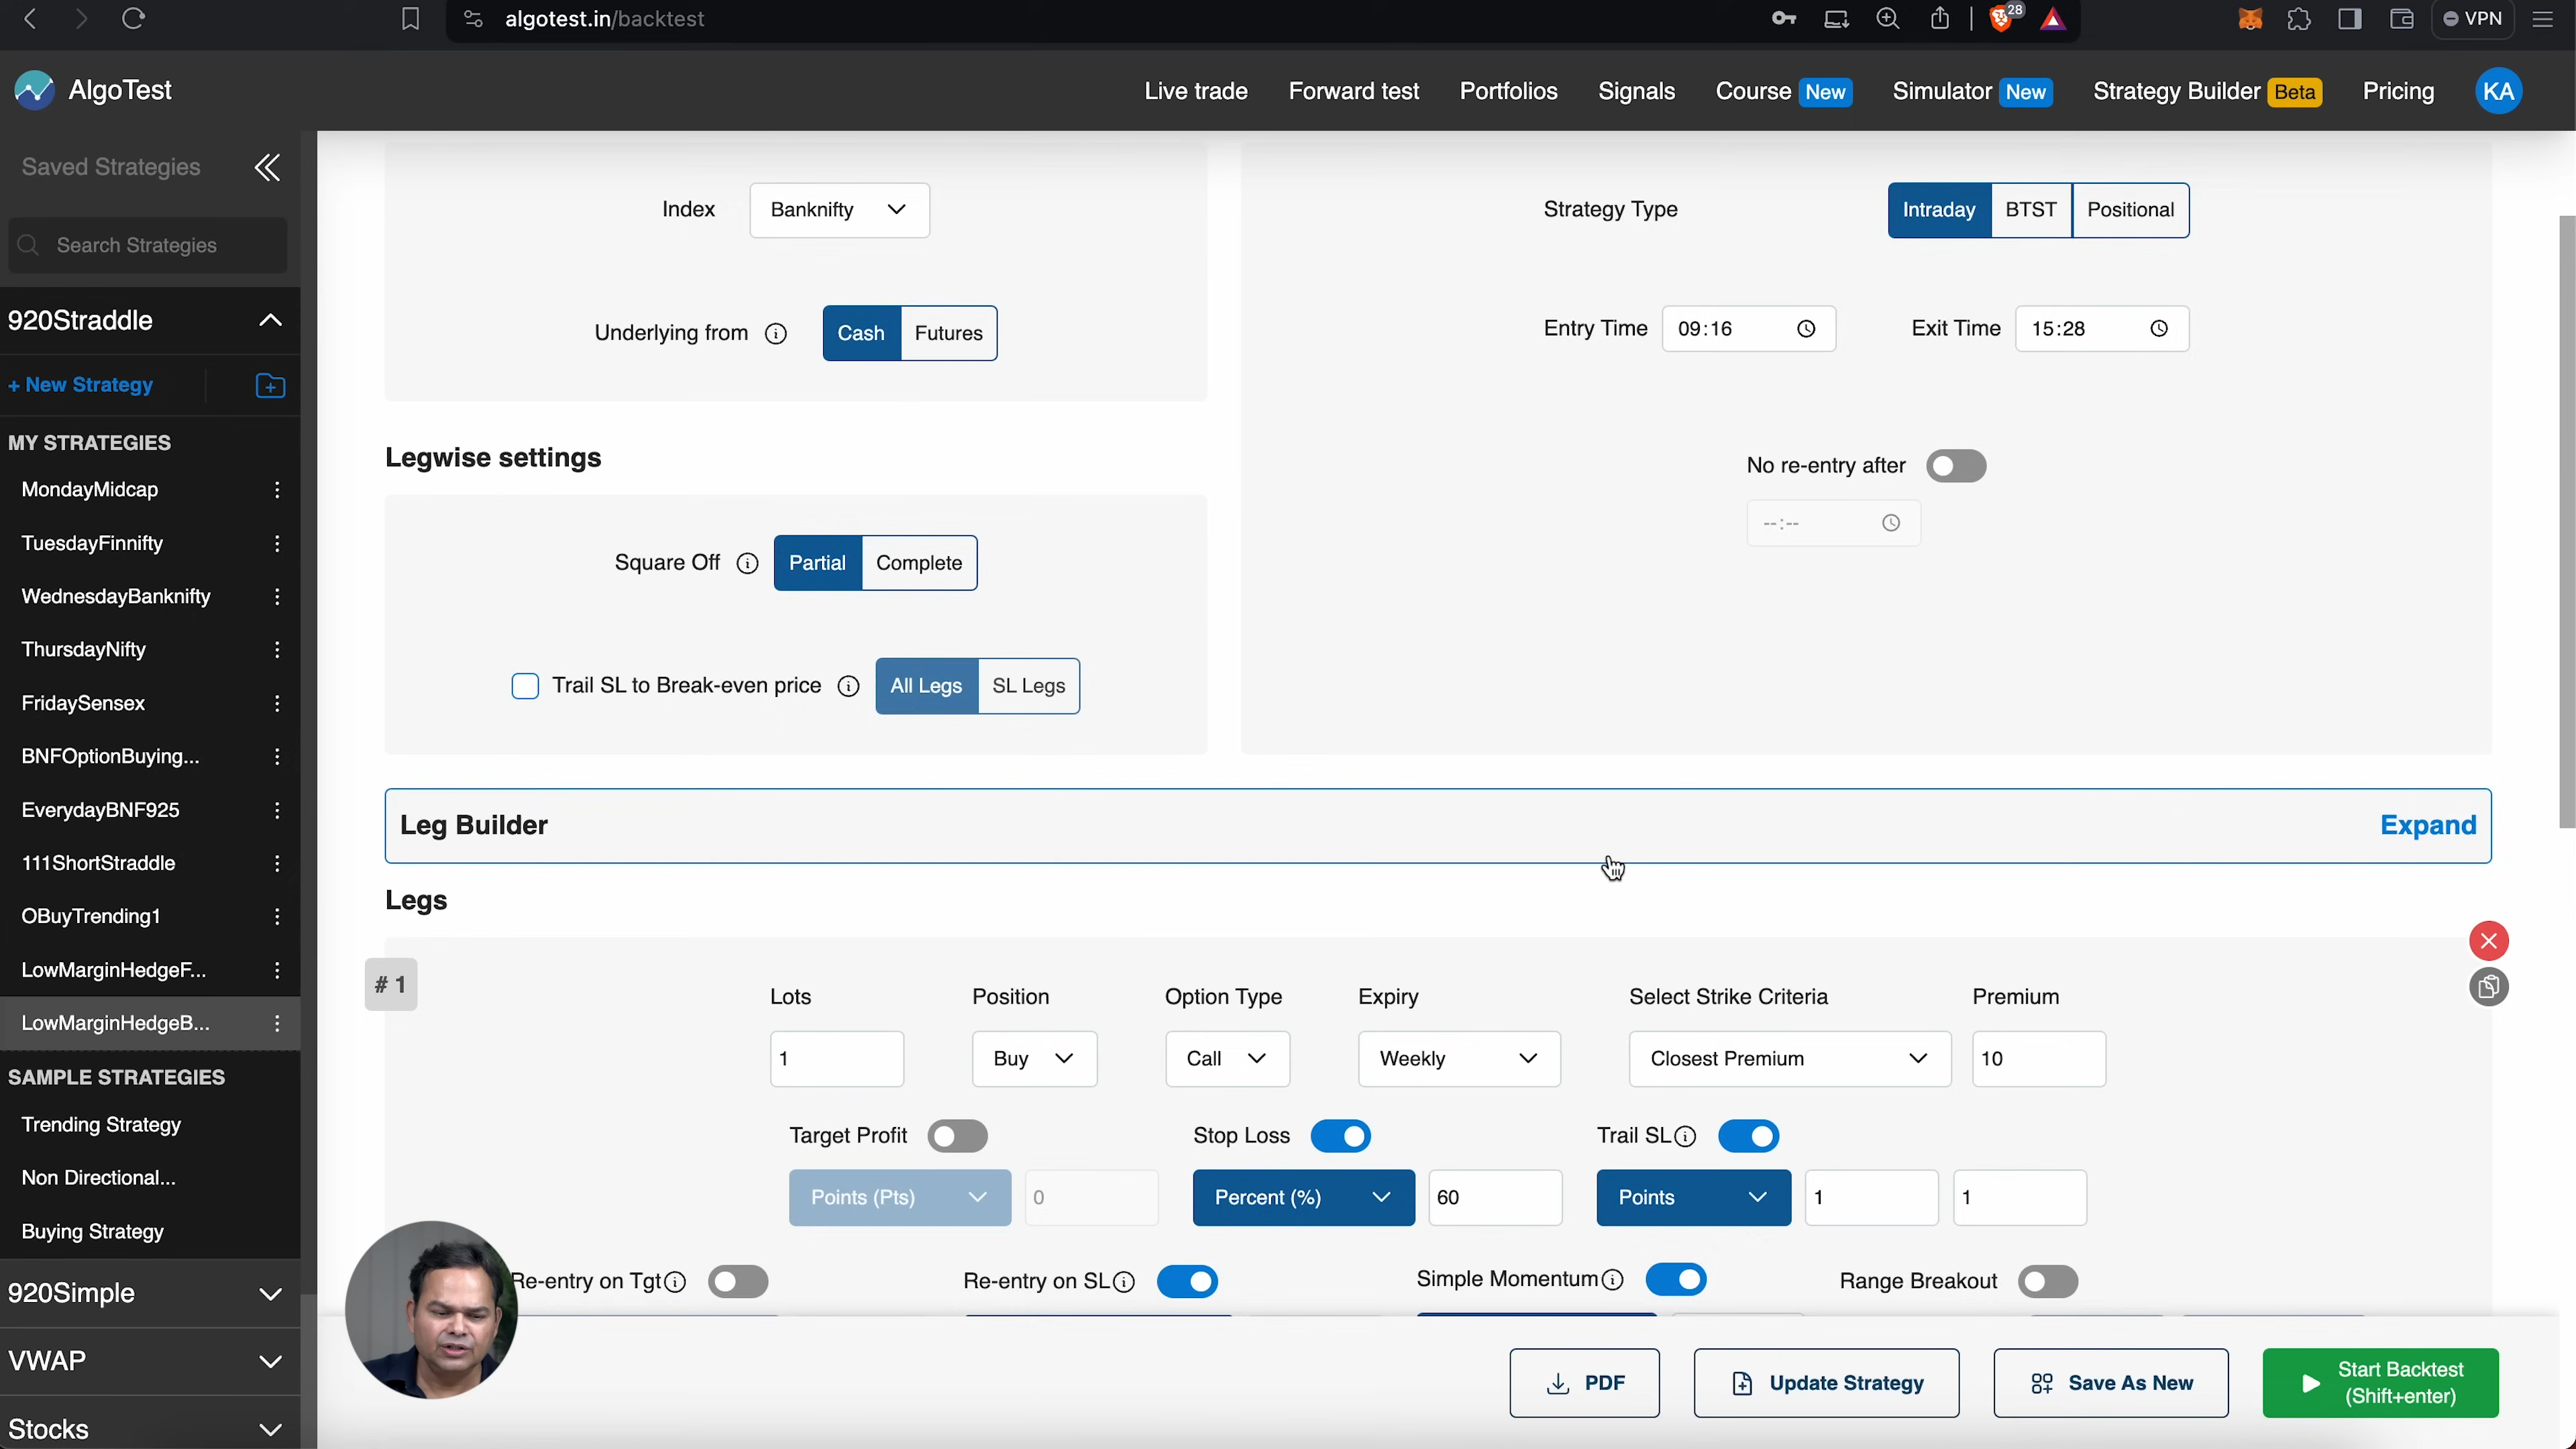 algotest.in/backtest
28
VPN
AlgoTest
Live trade
Forward test
Portfolios
Signals
Course New
Simulator New
Strategy Builder Beta
Pricing
KA
Saved Strategies
Search Strategies
920Straddle
+ New Strategy
MY STRATEGIES
MondayMidcap
TuesdayFinnifty
WednesdayBanknifty
ThursdayNifty
FridaySensex
BNFOptionBuying...
EverydayBNF925
111ShortStraddle
OBuyTrending1
LowMarginHedgeF...
LowMarginHedgeB...
SAMPLE STRATEGIES
Trending Strategy
Non Directional...
Buying Strategy
920Simple
VWAP
Stocks
Index Banknifty
Underlying from Cash Futures
Strategy Type Intraday BTST Positional
Entry Time 09:16 Exit Time 15:28
No re-entry after
--:--
Legwise settings
Square Off Partial Complete
Trail SL to Break-even price All Legs SL Legs
Leg Builder Expand
Legs
# 1
Lots Position Option Type Expiry Select Strike Criteria Premium
1 Buy Call Weekly Closest Premium 10
Target Profit Stop Loss Trail SL
Points (Pts) 0 Percent (%) 60 Points 1 1
Re-entry on Tgt Re-entry on SL Simple Momentum Range Breakout
PDF
Update Strategy
Save As New
Start Backtest
(Shift+enter)